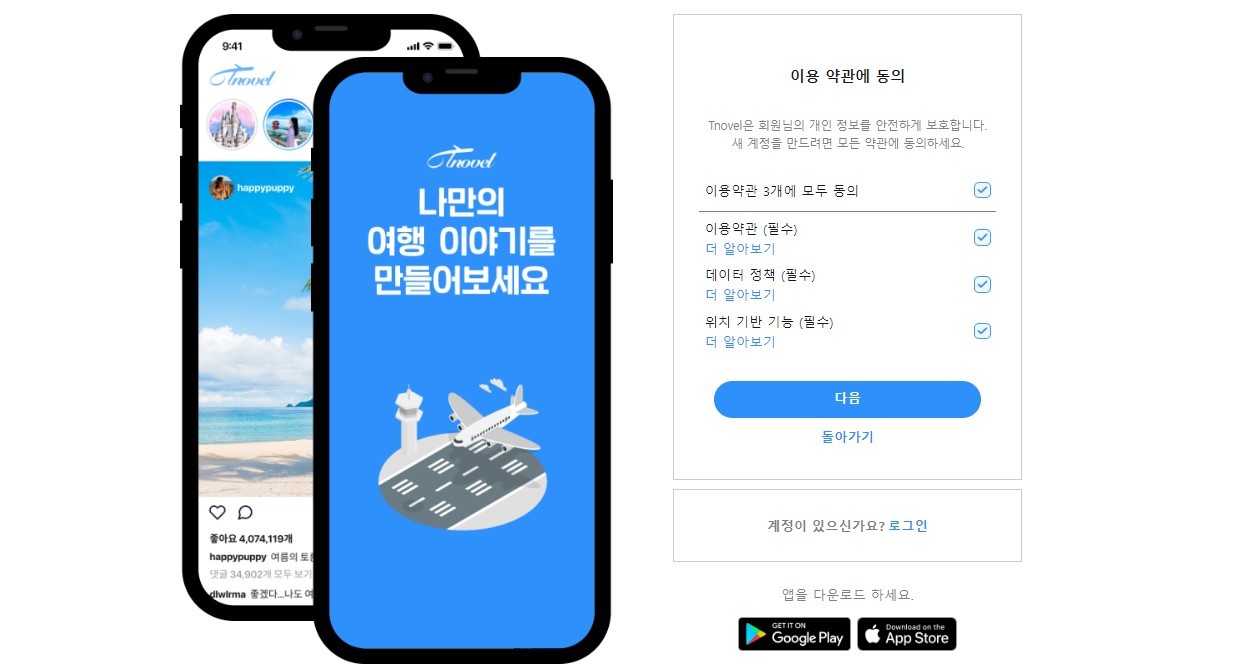 9:41
Tnovel
happypuppy
좋아요 4,074,119개
happypuppy 여름의 토
댓글 34,902개 모두 보기
dlwlrma 좋겠다...나도 여
Tnovel
나만의
여행 이야기를
만들어보세요
이용 약관에 동의
Tnovel은 회원님의 개인 정보를 안전하게 보호합니다.
새 계정을 만드려면 모든 약관에 동의하세요.
이용약관 3개에 모두 동의
이용약관 (필수)
더 알아보기
데이터 정책 (필수)
더 알아보기
위치 기반 기능 (필수)
더 알아보기
다음
돌아가기
계정이 있으신가요? 로그인
앱을 다운로드 하세요.
GET IT ON
Google Play
Download on the
App Store